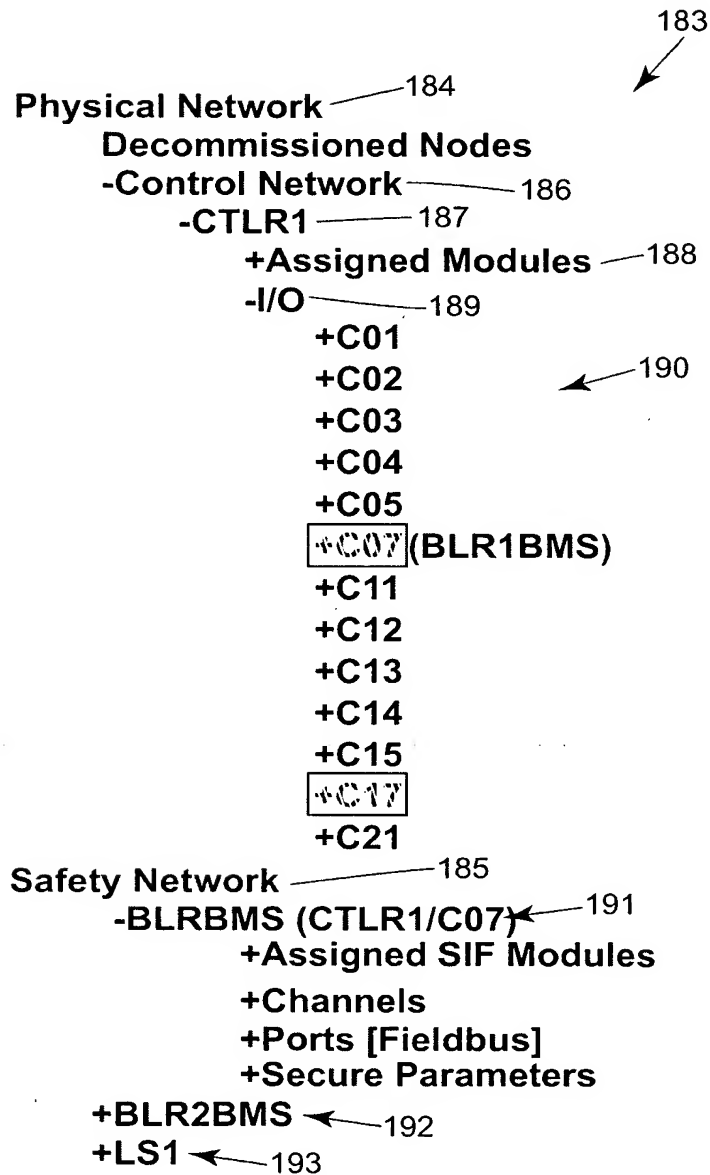 183
Physical Network 184
Decommissioned Nodes
-Control Network 186
-CTLR1 187
+Assigned Modules 188
-I/O 189
+C01
+C02 190
+C03
+C04
+C05
+C07 (BLR1BMS)
+C11
+C12
+C13
+C14
+C15
+C17
+C21
Safety Network 185
-BLRBMS (CTLR1/C07) 191
+Assigned SIF Modules
+Channels
+Ports [Fieldbus]
+Secure Parameters
+BLR2BMS 192
+LS1 193